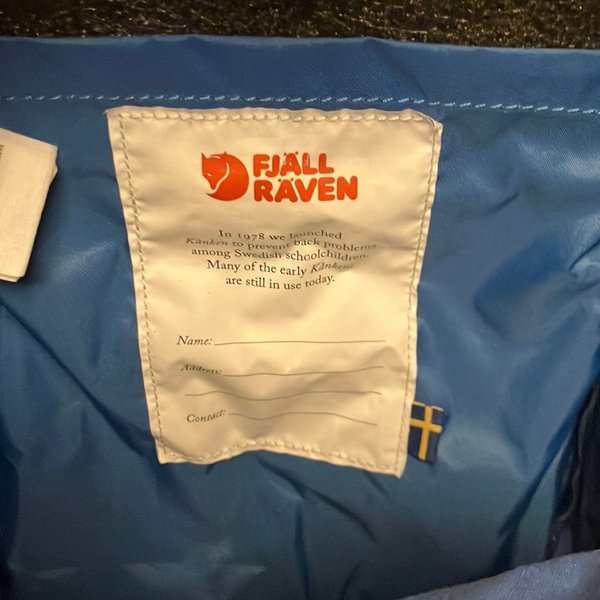 FJÄLL
RÄVEN
In 1978 we launched
Kånken to prevent back problems
among Swedish schoolchildren.
Many of the early Kånkens
are still in use today.
Name:
Address:
Contact: